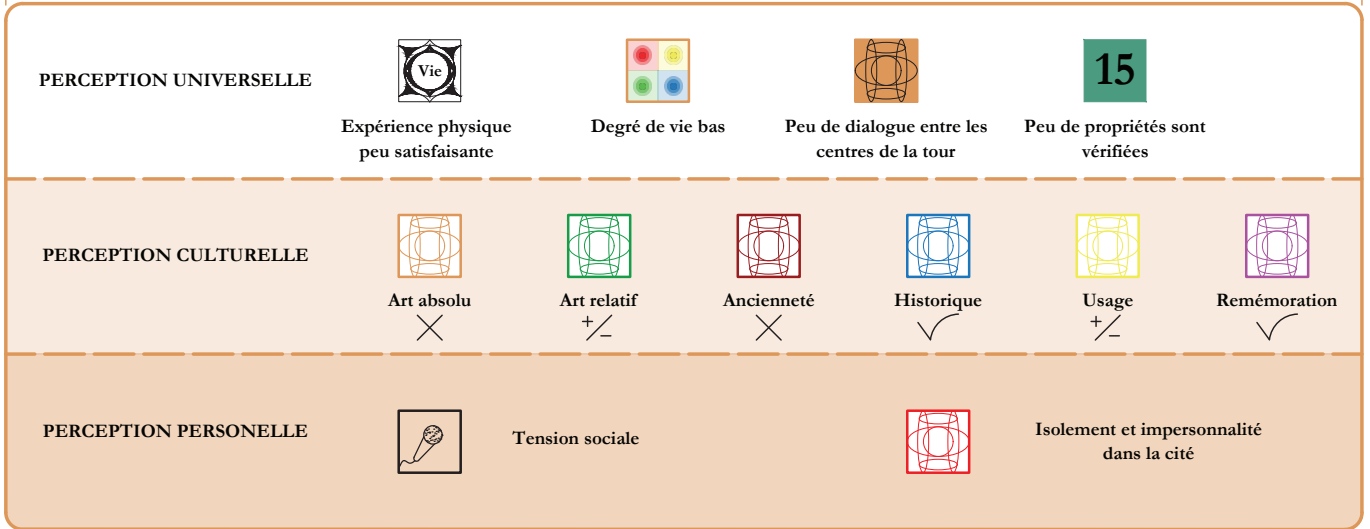 PERCEPTION UNIVERSELLE
Vie
15
Expérience physique
peu satisfaisante
Degré de vie bas
Peu de dialogue entre les
centres de la tour
Peu de propriétés sont
vérifiées
PERCEPTION CULTURELLE
Art absolu
Art relatif
+/−
Ancienneté
Historique
Usage
+/−
Remémoration
PERCEPTION PERSONELLE
Tension sociale
Isolement et impersonnalité
dans la cité